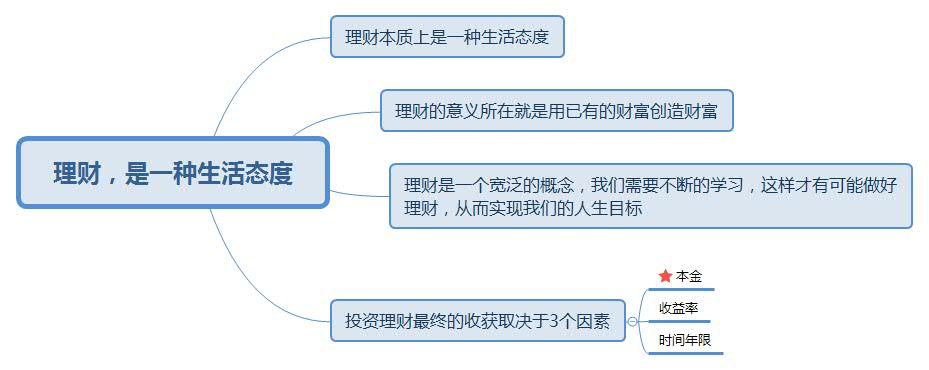 理财本质上是一种生活态度
理财的意义所在就是用已有的财富创造财富
理财，是一种生活态度
理财是一个宽泛的概念，我们需要不断的学习，这样才有可能做好
理财，从而实现我们的人生目标
投资理财最终的收获取决于3个因素
本金
收益率
时间年限